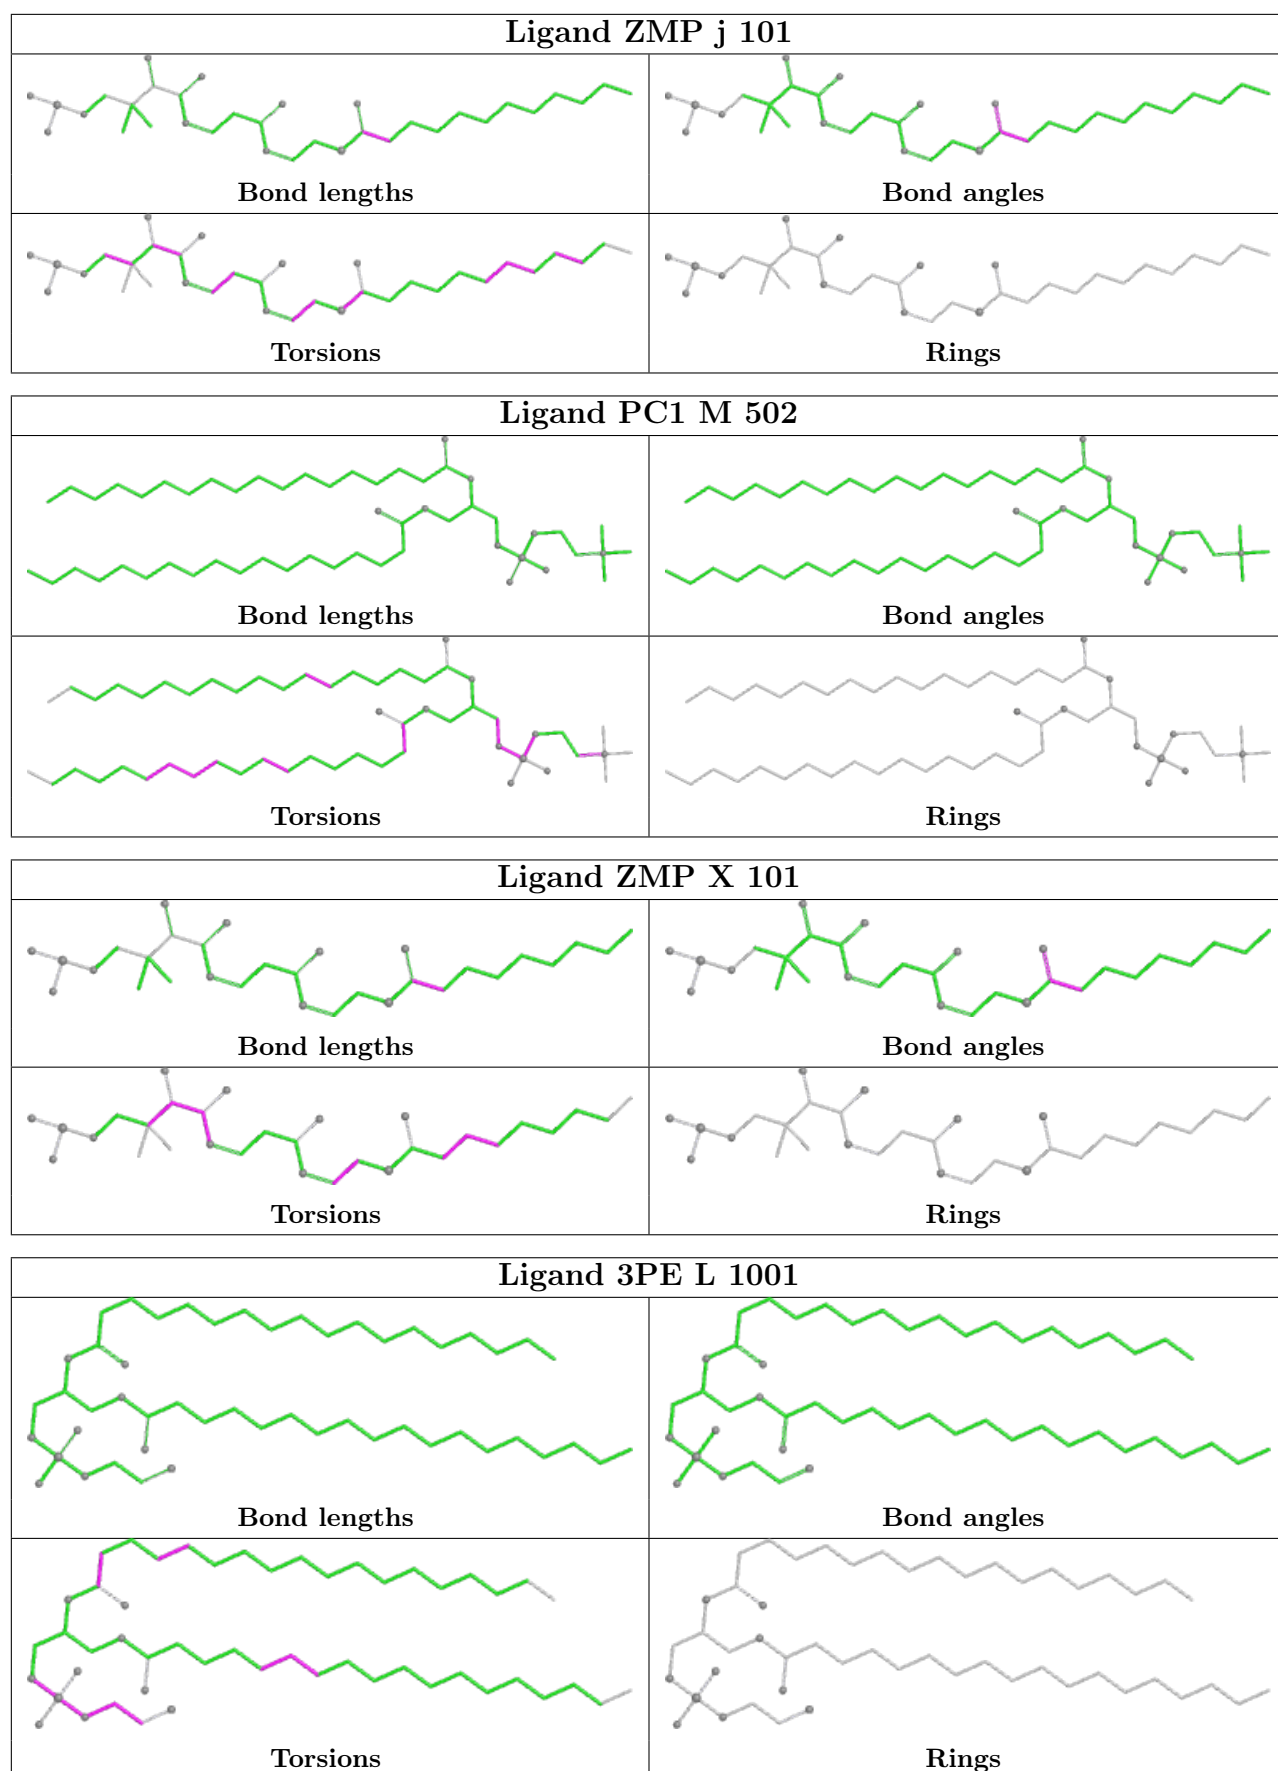 Ligand ZMP j 101
Bond lengths
Bond angles
Torsions
Rings
Ligand PC1 M 502
Bond lengths
Bond angles
Torsions
Rings
Ligand ZMP X 101
Bond lengths
Bond angles
Torsions
Rings
Ligand 3PE L 1001
Bond lengths
Bond angles
Torsions
Rings